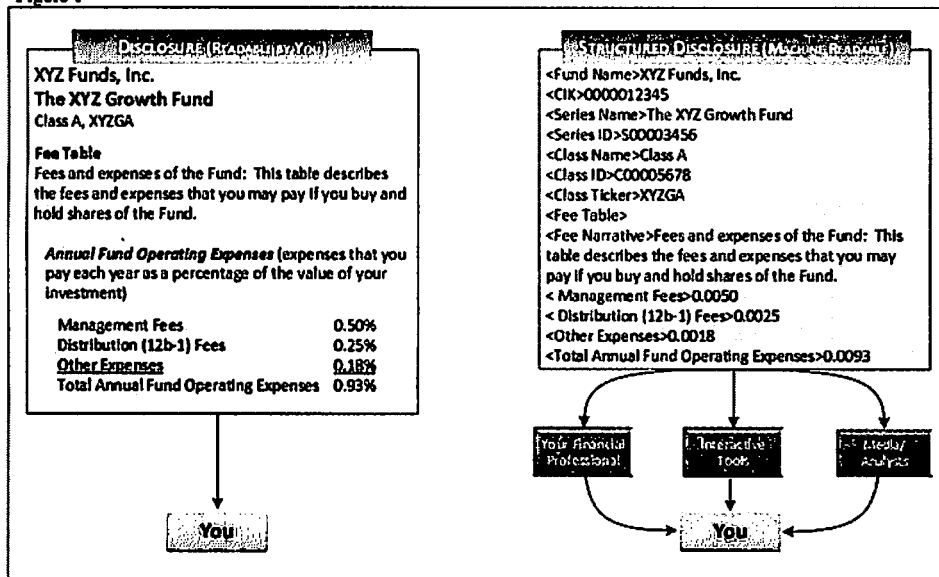 Figure 1
DISCLOSURE (READABLE BY YOU)
XYZ Funds, Inc.
The XYZ Growth Fund
Class A, XYZGA
Fee Table
Fees and expenses of the Fund: This table describes
the fees and expenses that you may pay if you buy and
hold shares of the Fund.
Annual Fund Operating Expenses (expenses that you
pay each year as a percentage of the value of your
investment)
Management Fees 0.50%
Distribution (12b-1) Fees 0.25%
Other Expenses 0.18%
Total Annual Fund Operating Expenses 0.93%
You
STRUCTURED DISCLOSURE (MACHINE READABLE)
<Fund Name>XYZ Funds, Inc.
<CIK>0000012345
<Series Name>The XYZ Growth Fund
<Series ID>S00003456
<Class Name>Class A
<Class ID>C00005678
<Class Ticker>XYZGA
<Fee Table>
<Fee Narrative>Fees and expenses of the Fund: This
table describes the fees and expenses that you may
pay if you buy and hold shares of the Fund.
< Management Fees>0.0050
< Distribution (12b-1) Fees>0.0025
<Other Expenses>0.0018
<Total Annual Fund Operating Expenses>0.0093
Your Financial
Professional
Interactive
Tools
Media/
Analysts
You